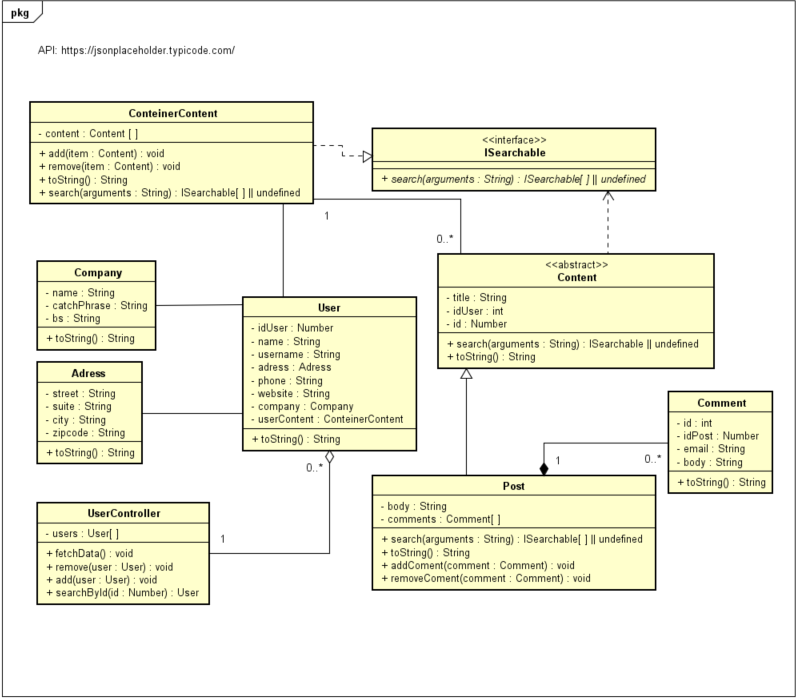 pkg
API: https://jsonplaceholder.typicode.com/
ConteinerContent
- content : Content [ ]
+ add(item : Content) : void
+ remove(item : Content) : void
+ toString() : String
+ search(arguments : String) : ISearchable[ ] || undefined
<<interface>>
ISearchable
+ search(arguments : String) : ISearchable[ ] || undefined
1
0..*
<<abstract>>
Content
- title : String
- idUser : int
- id : Number
+ search(arguments : String) : ISearchable || undefined
+ toString() : String
Company
- name : String
- catchPhrase : String
- bs : String
+ toString() : String
User
- idUser : Number
- name : String
- username : String
- adress : Adress
- phone : String
- website : String
- company : Company
- userContent : ConteinerContent
+ toString() : String
Adress
- street : String
- suite : String
- city : String
- zipcode : String
+ toString() : String
Comment
- id : int
- idPost : Number
- email : String
- body : String
+ toString() : String
0..*
1
0..*
Post
- body : String
- comments : Comment[ ]
+ search(arguments : String) : ISearchable[ ] || undefined
+ toString() : String
+ addComent(comment : Comment) : void
+ removeComent(comment : Comment) : void
UserController
- users : User[ ]
+ fetchData() : void
+ remove(user : User) : void
+ add(user : User) : void
+ searchById(id : Number) : User
1